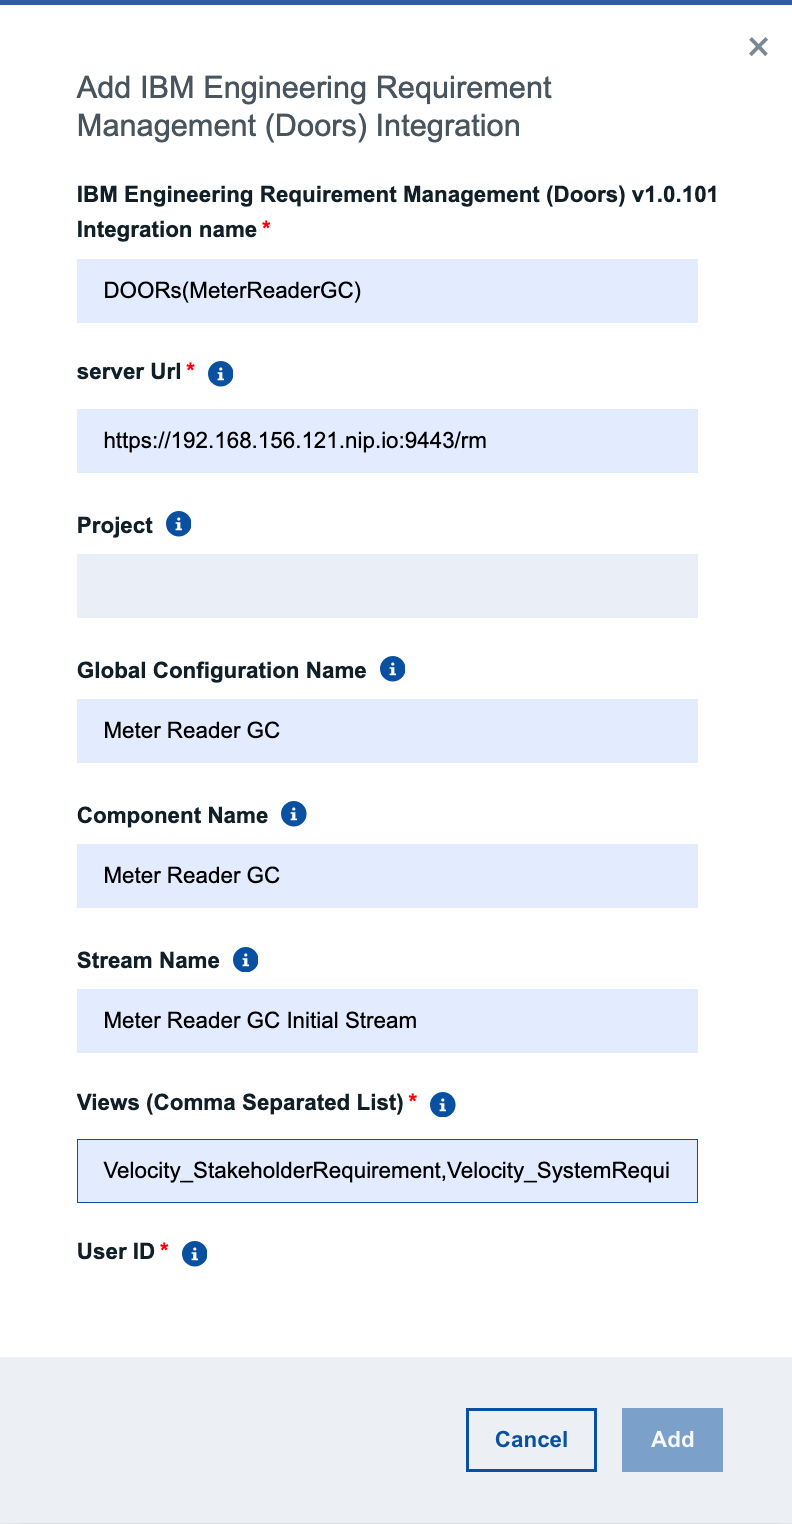 Add IBM Engineering Requirement
Management (Doors) Integration
IBM Engineering Requirement Management (Doors) v1.0.101
Integration name *
DOORs(MeterReaderGC)
server Url *
https://192.168.156.121.nip.io:9443/rm
Project
Global Configuration Name
Meter Reader GC
Component Name
Meter Reader GC
Stream Name
Meter Reader GC Initial Stream
Views (Comma Separated List) *
Velocity_StakeholderRequirement,Velocity_SystemRequi
User ID *
Cancel Add